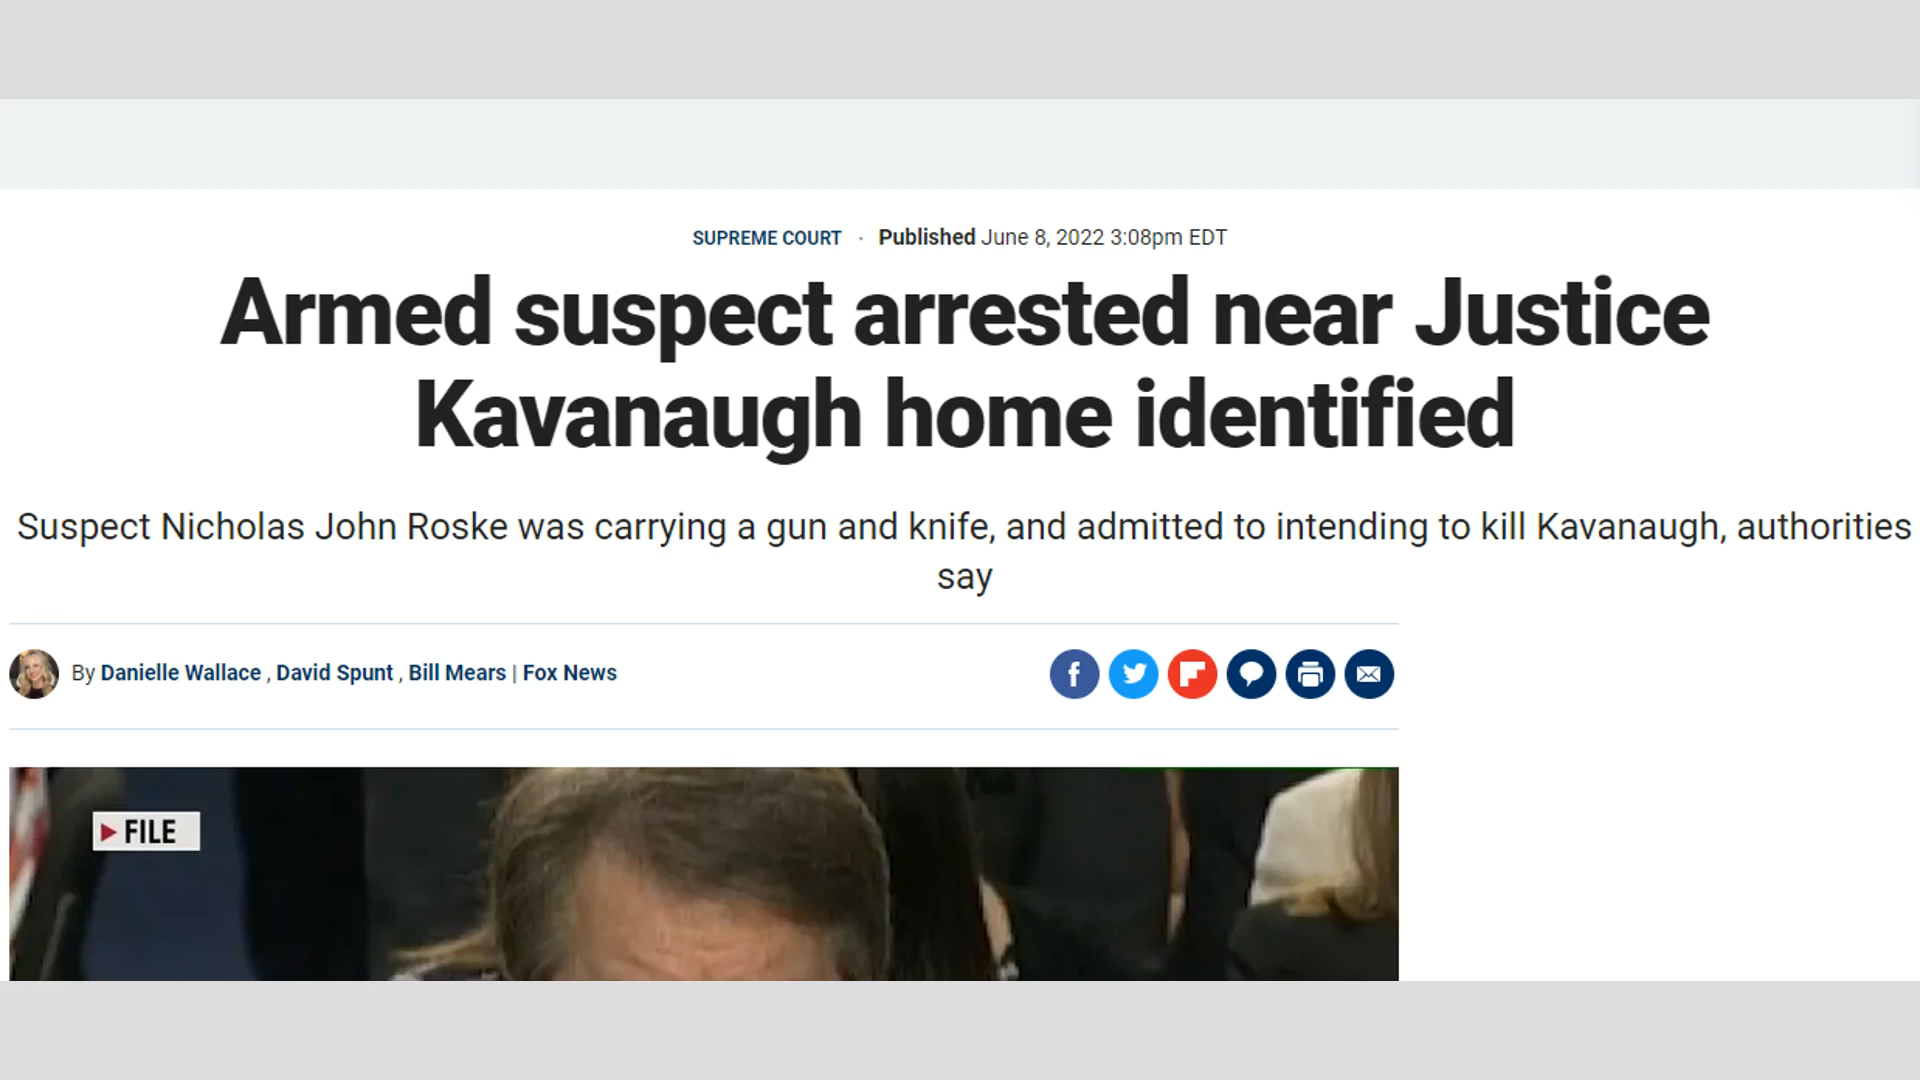 SUPREME COURT · Published June 8, 2022 3:08pm EDT
Armed suspect arrested near Justice
Kavanaugh home identified
Suspect Nicholas John Roske was carrying a gun and knife, and admitted to intending to kill Kavanaugh, authorities
say
By Danielle Wallace , David Spunt , Bill Mears | Fox News
FILE